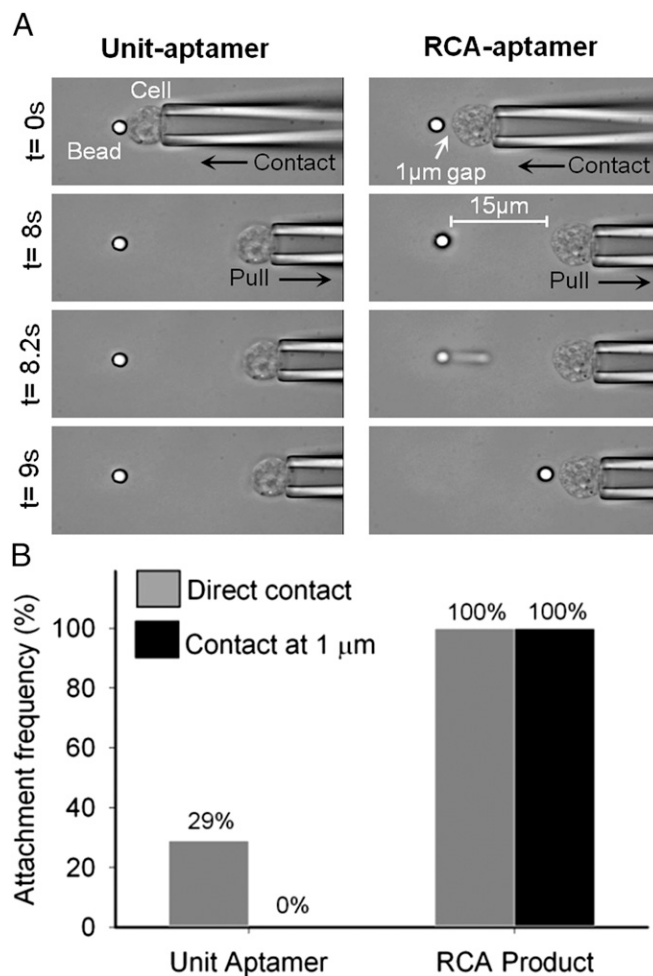 A
Unit-aptamer
RCA-aptamer
t= 0s
Cell
Bead
Contact
1μm gap
Contact
t= 8s
Pull
15μm
Pull
t= 8.2s
t= 9s
B
Attachment frequency (%)
Direct contact
Contact at 1 μm
100
80
60
40
20
0
29%
0%
100%
100%
Unit Aptamer
RCA Product